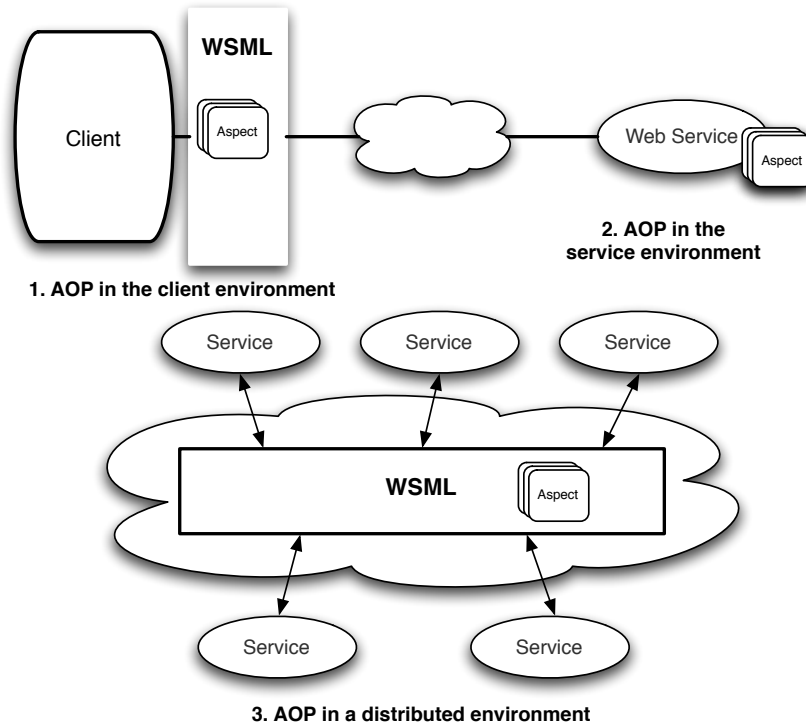 WSML
Client
Aspect
Web Service
Aspect
2. AOP in the
service environment
1. AOP in the client environment
Service
Service
Service
WSML
Aspect
Service
Service
3. AOP in a distributed environment